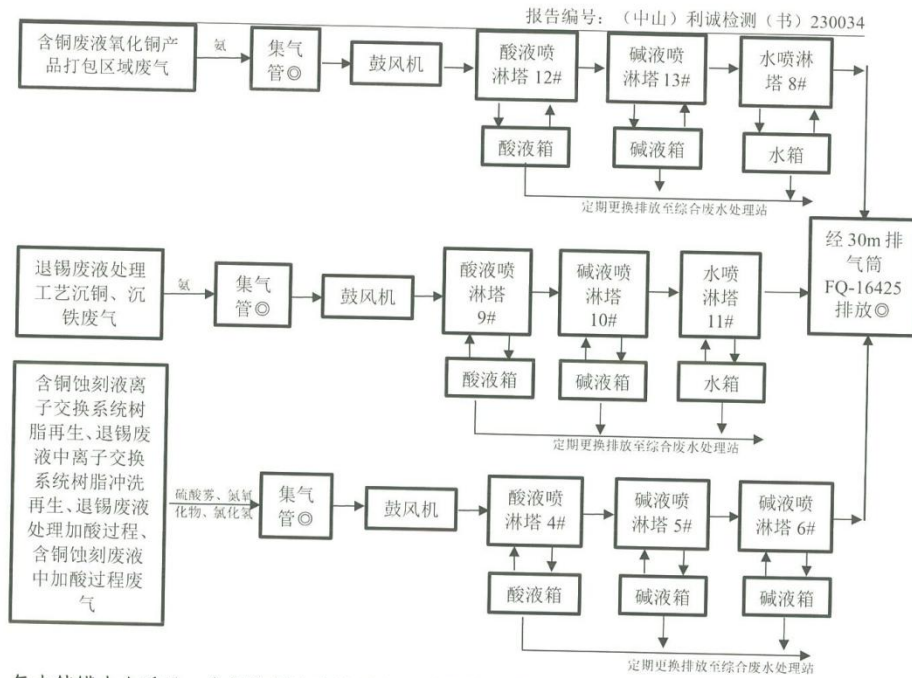 报告编号：（中山）利诚检测（书）230034
含铜废液氧化铜产
品打包区域废气
氨
集气
管◎
鼓风机
酸液喷
淋塔 12#
碱液喷
淋塔 13#
水喷淋
塔 8#
酸液箱
碱液箱
水箱
定期更换排放至综合废水处理站
经 30m 排
气筒
FQ-16425
排放◎
退锡废液处理
工艺沉铜、沉
铁废气
氨
集气
管◎
鼓风机
酸液喷
淋塔
9#
碱液喷
淋塔
10#
水喷
淋塔
11#
酸液箱
碱液箱
水箱
定期更换排放至综合废水处理站
含铜蚀刻液离
子交换系统树
脂再生、退锡废
液中离子交换
系统树脂冲洗
再生、退锡废液
处理加酸过程、
含铜蚀刻废液
中加酸过程废
气
硫酸雾、氮氧
化物、氯化氢
集气
管◎
鼓风机
酸液喷
淋塔 4#
碱液喷
淋塔 5#
碱液喷
淋塔 6#
酸液箱
碱液箱
碱液箱
定期更换排放至综合废水处理站